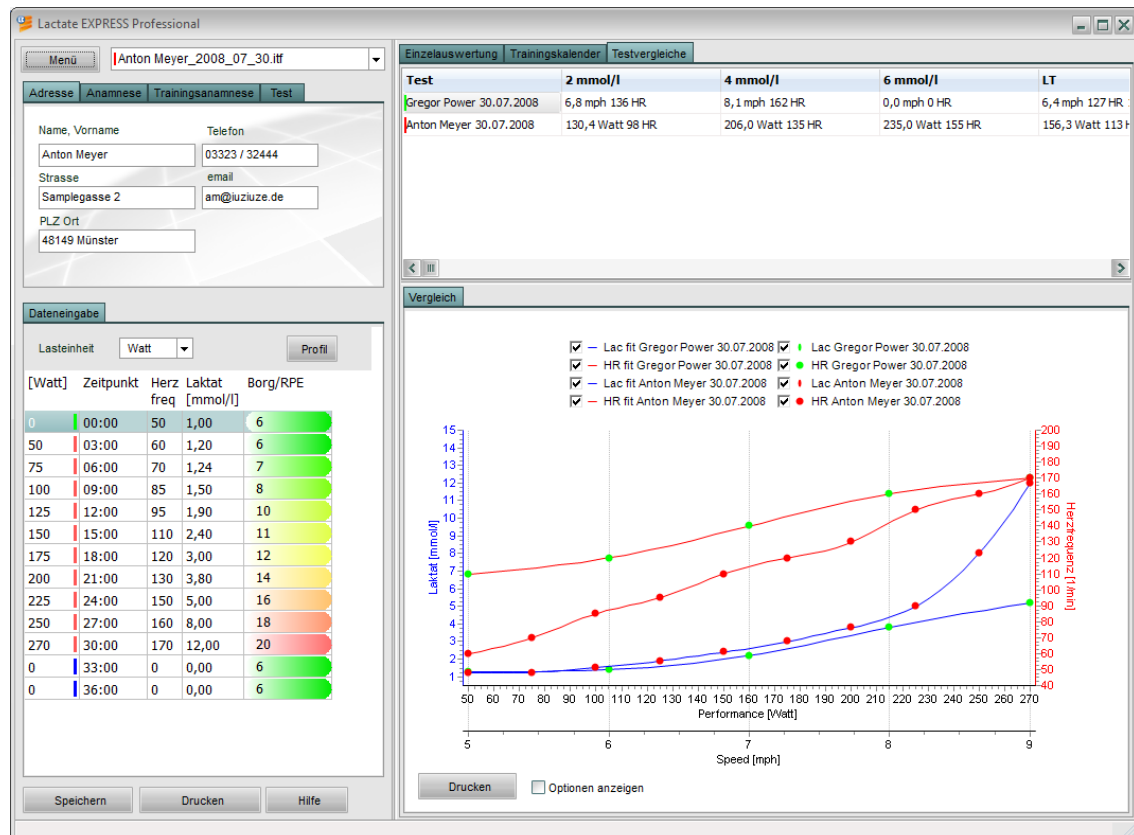 Lactate EXPRESS Professional
Menü
Anton Meyer_2008_07_30.itf
Adresse Anamnese Trainingsanamnese Test
Name, Vorname Telefon
Anton Meyer 03323 / 32444
Strasse email
Samplegasse 2 am@iuziuze.de
PLZ Ort
48149 Münster
Dateneingabe
Lasteinheit Watt Profil
[Watt] Zeitpunkt Herz freq Laktat [mmol/l] Borg/RPE
0 00:00 50 1,00 6
50 03:00 60 1,20 6
75 06:00 70 1,24 7
100 09:00 85 1,50 8
125 12:00 95 1,90 10
150 15:00 110 2,40 11
175 18:00 120 3,00 12
200 21:00 130 3,80 14
225 24:00 150 5,00 16
250 27:00 160 8,00 18
270 30:00 170 12,00 20
0 33:00 0 0,00 6
0 36:00 0 0,00 6
Speichern Drucken Hilfe
Einzelauswertung Trainingskalender Testvergleiche
Test 2 mmol/l 4 mmol/l 6 mmol/l LT
Gregor Power 30.07.2008 6,8 mph 136 HR 8,1 mph 162 HR 0,0 mph 0 HR 6,4 mph 127 HR
Anton Meyer 30.07.2008 130,4 Watt 98 HR 206,0 Watt 135 HR 235,0 Watt 155 HR 156,3 Watt 113 H
Vergleich
Lac fit Gregor Power 30.07.2008 Lac Gregor Power 30.07.2008
HR fit Gregor Power 30.07.2008 HR Gregor Power 30.07.2008
Lac fit Anton Meyer 30.07.2008 Lac Anton Meyer 30.07.2008
HR fit Anton Meyer 30.07.2008 HR Anton Meyer 30.07.2008
Laktat [mmol/l]
15
14
13
12
11
10
9
8
7
6
5
4
3
2
1
200
190
180
170
160
150
140
130
120
110
100
90
80
70
60
50
40
Herzfrequenz [1/min]
50 60 70 80 90 100 110 120 130 140 150 160 170 180 190 200 210 220 230 240 250 260 270
Performance [Watt]
5 6 7 8 9
Speed [mph]
Drucken Optionen anzeigen